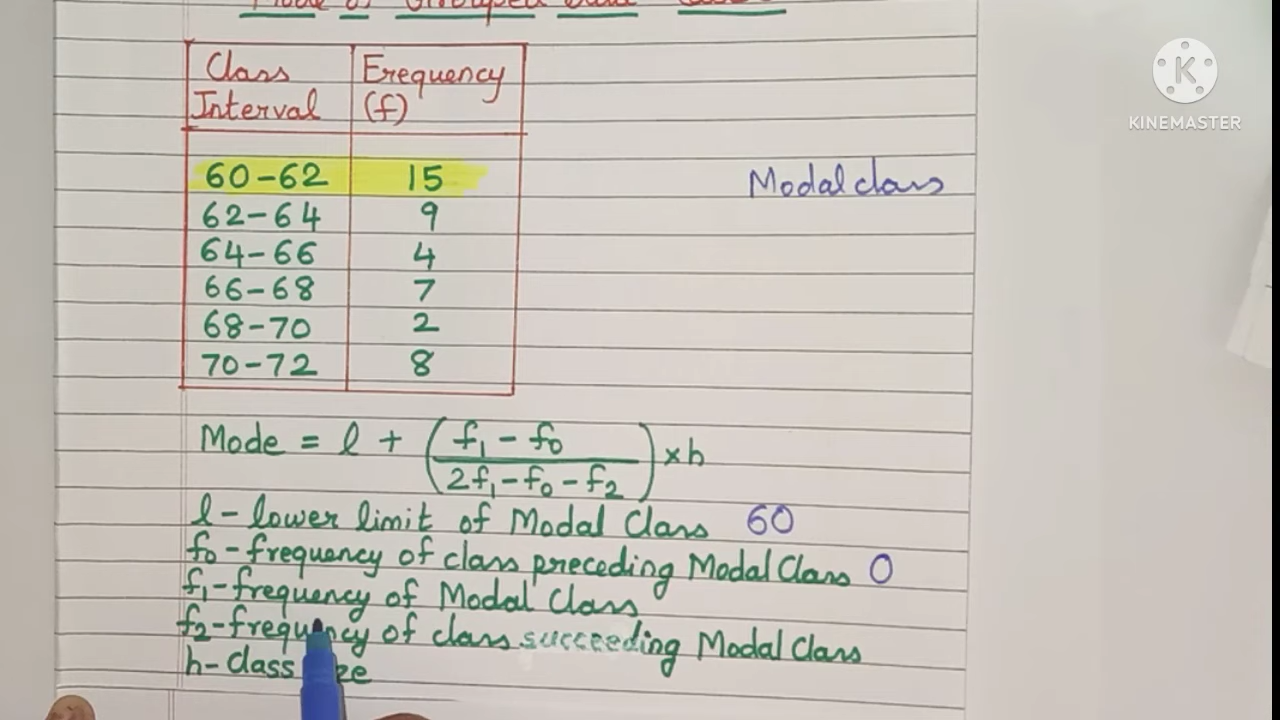 Class Interval
Frequency (f)
60-62 15
62-64 9
64-66 4
66-68 7
68-70 2
70-72 8
Modal class
Mode = l + (f₁ - f₀ / 2f₁ - f₀ - f₂) × h
l - lower limit of Modal Class 60
f₀ - frequency of class preceding Modal Class 0
f₁ - frequency of Modal Class
f₂ - frequency of class succeeding Modal Class
h - Class
KINEMASTER